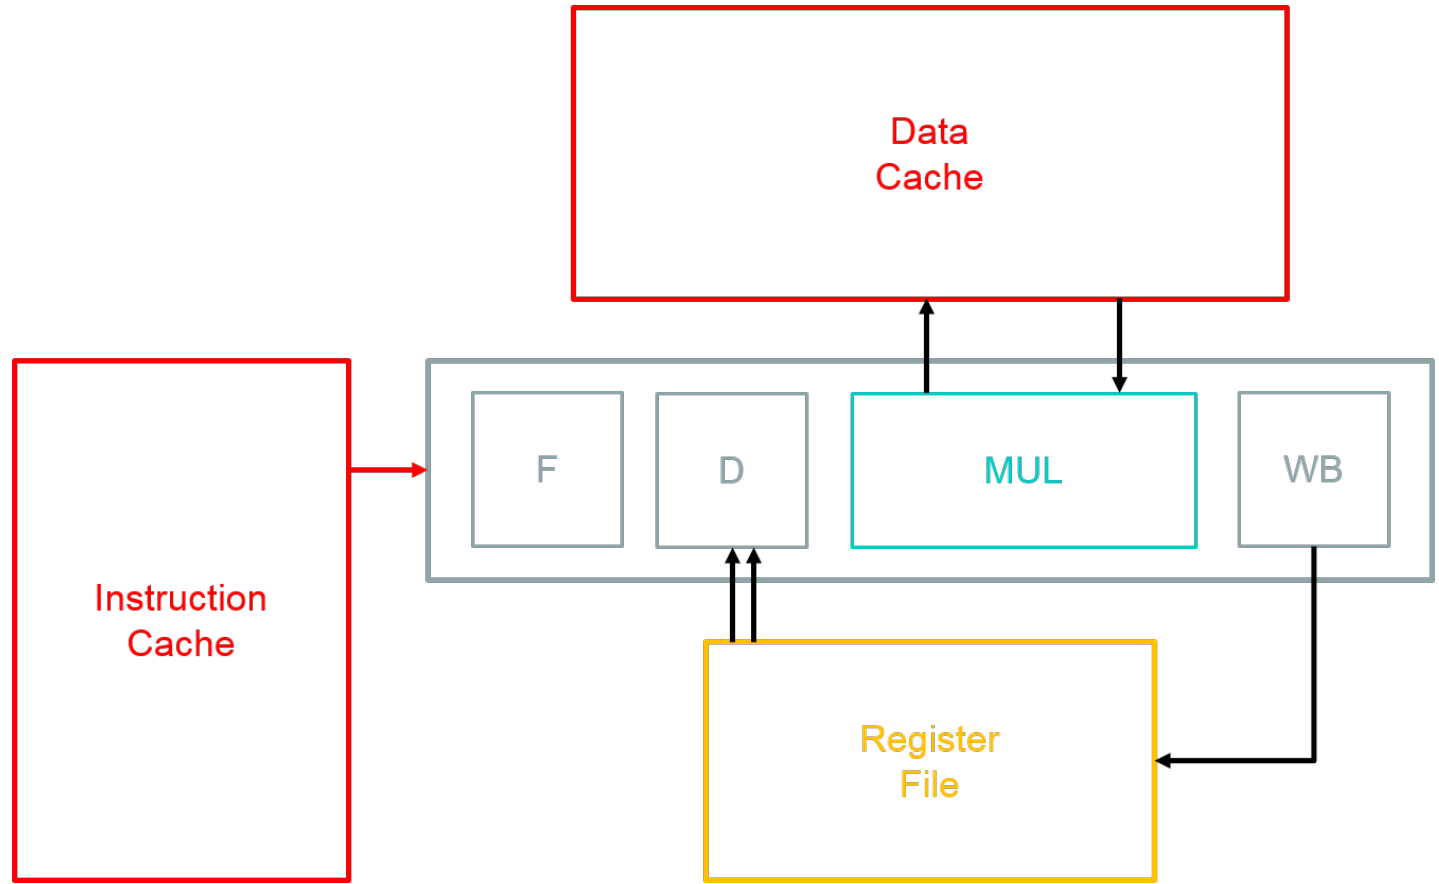 Data
Cache
F
D
MUL
WB
Instruction
Cache
Register
File